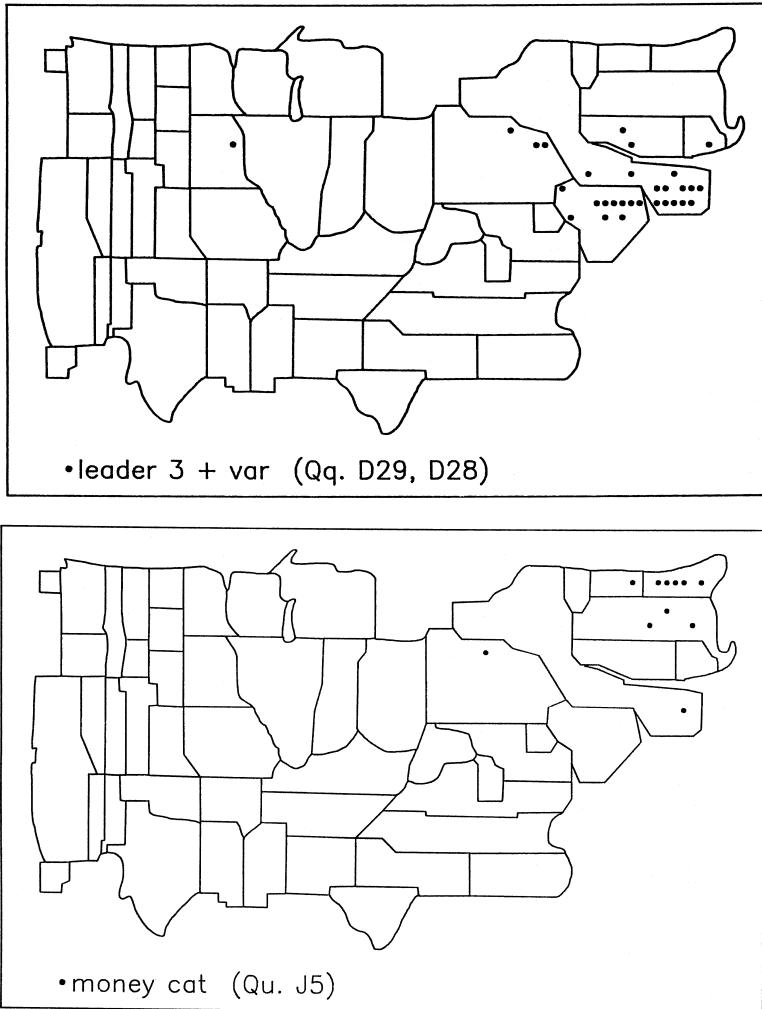 •leader 3 + var (Qq. D29, D28)
•money cat (Qu. J5)